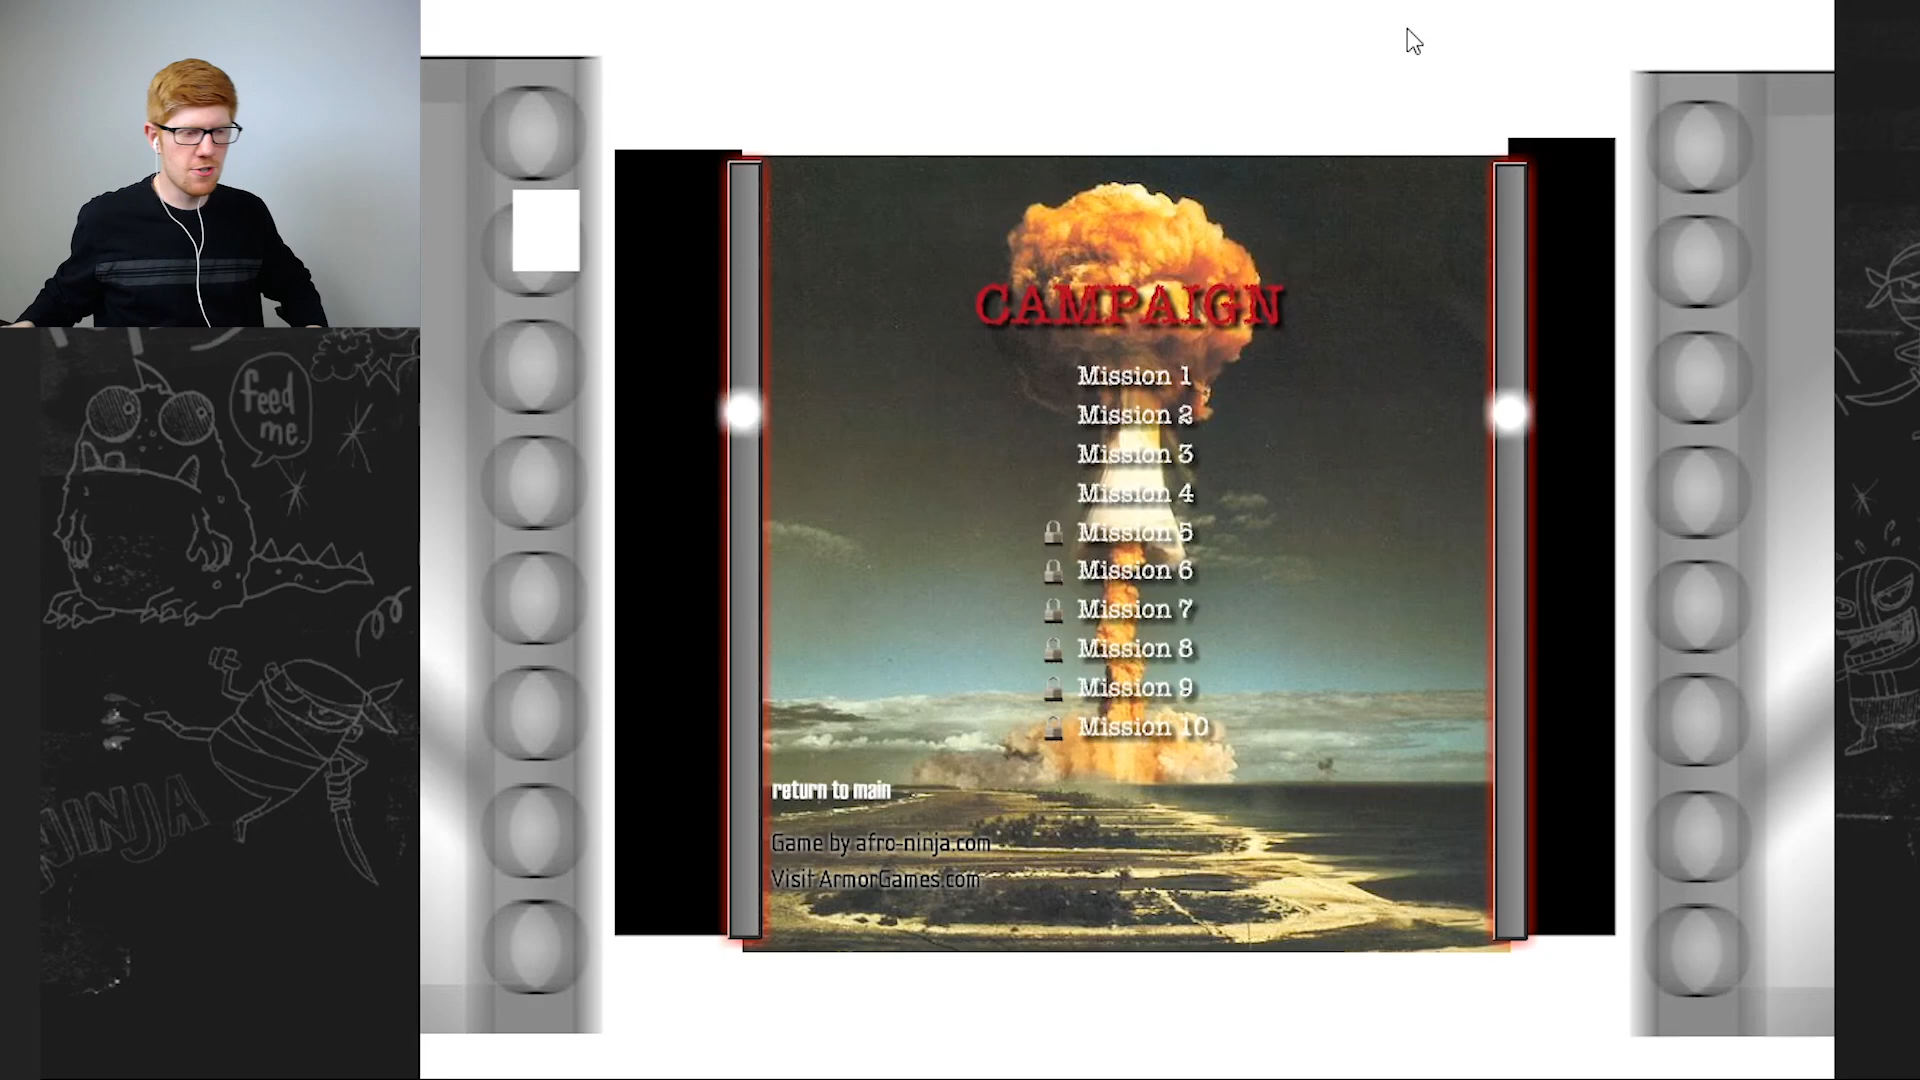 feed
me.
NINJA
CAMPAIGN
Mission 1
Mission 2
Mission 3
Mission 4
Mission 5
Mission 6
Mission 7
Mission 8
Mission 9
Mission 10
return to main
Game by afro-ninja.com
Visit ArmorGames.com